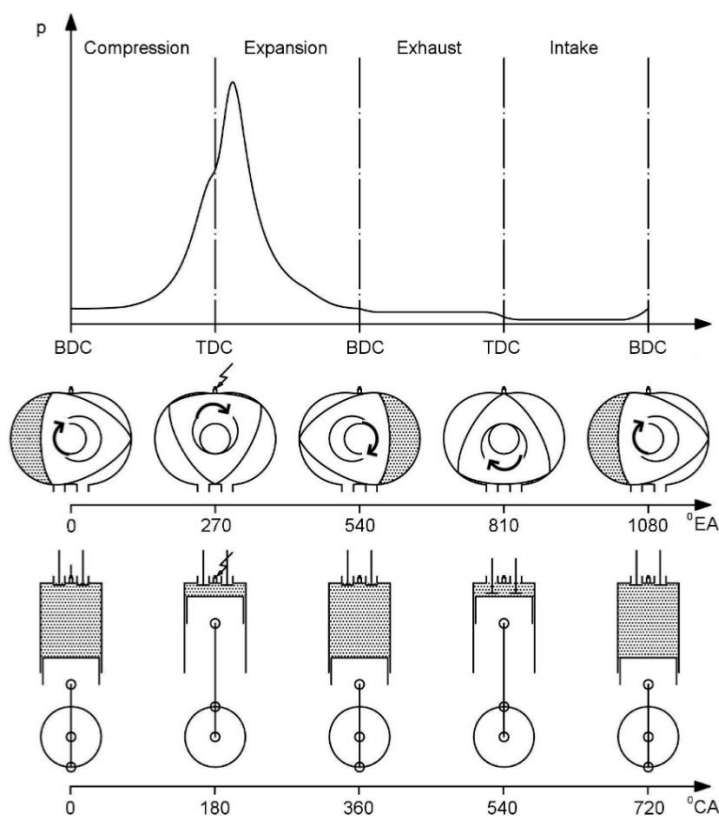 p
Compression Expansion Exhaust Intake
BDC TDC BDC TDC BDC
0 270 540 810 1080 °EA
0 180 360 540 720 °CA